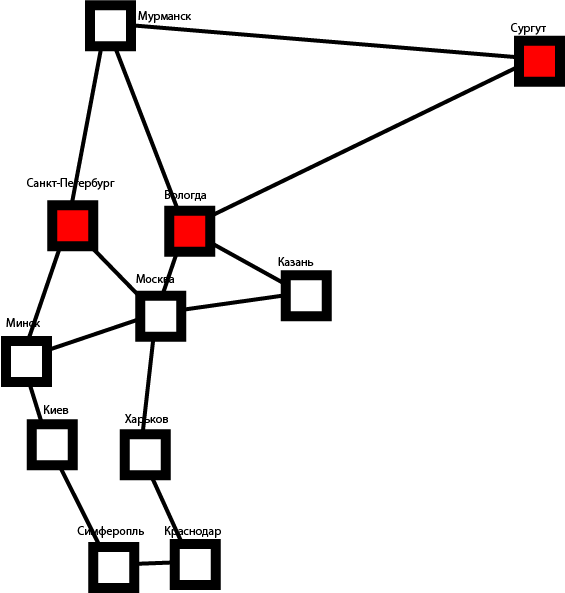 Мурманск
Сургут
Санкт-Петербург
Вологда
Казань
Москва
Минск
Киев
Харьков
Симферопль
Краснодар